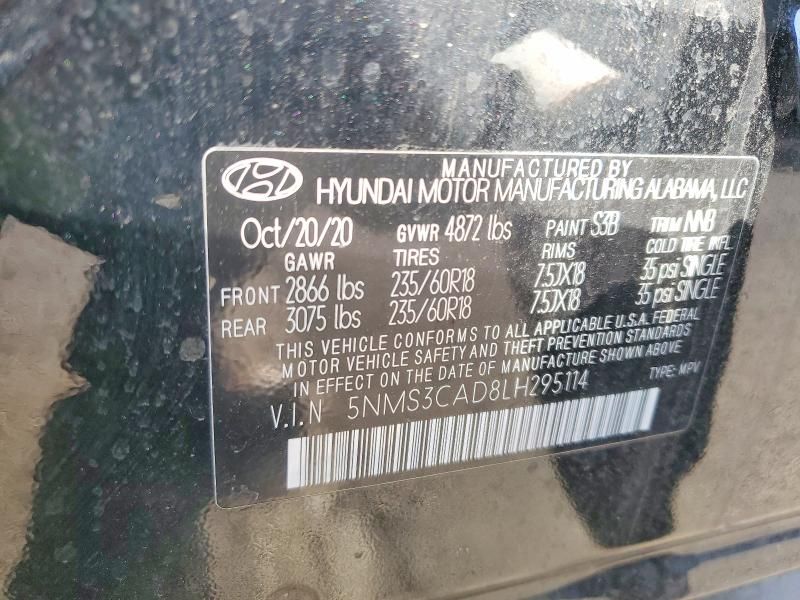 MANUFACTURED BY
HYUNDAI MOTOR MANUFACTURING ALABAMA, LLC
Oct/20/20 GVWR 4872 lbs PAINT S3B TRIM NNB
GAWR TIRES RIMS COLD TIRE INFL
FRONT 2866 lbs 235/60R18 7.5JX18 35 psi SINGLE
REAR 3075 lbs 235/60R18 7.5JX18 35 psi SINGLE
THIS VEHICLE CONFORMS TO ALL APPLICABLE U.S.A. FEDERAL
MOTOR VEHICLE SAFETY AND THEFT PREVENTION STANDARDS
IN EFFECT ON THE DATE OF MANUFACTURE SHOWN ABOVE
V.I.N 5NMS3CAD8LH295114 TYPE: MPV